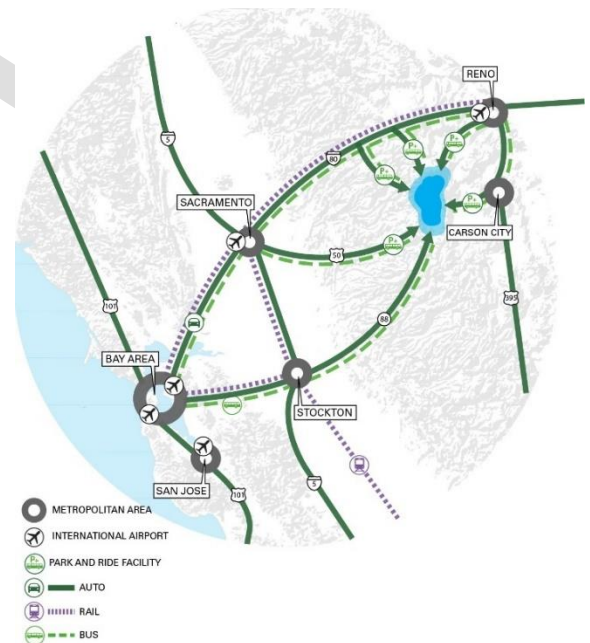 RENO
5
80
P+
P+
P+
SACRAMENTO
P+
CARSON CITY
P+
50
101
88
395
BAY AREA
STOCKTON
SAN JOSE
101
5
METROPOLITAN AREA
INTERNATIONAL AIRPORT
P+ PARK AND RIDE FACILITY
AUTO
RAIL
BUS